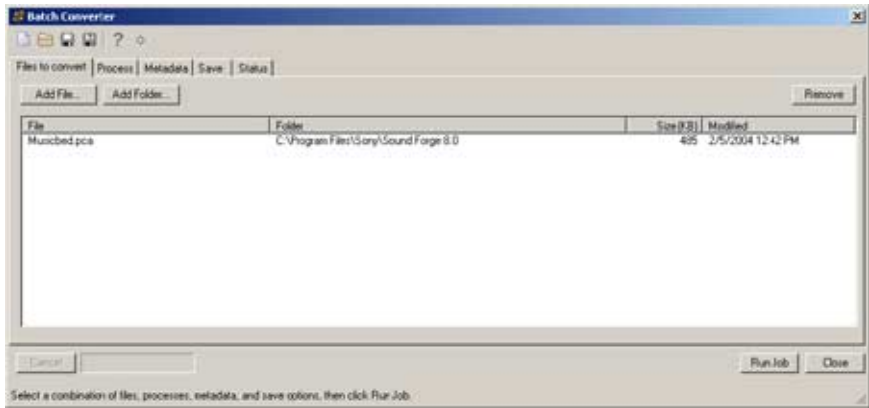 Batch Converter
Files to convert Process Metadata Save Status
Add File... Add Folder... Remove
File Folder Size (KB) Modified
Musicbed.pca C:\Program Files\Sony\Sound Forge 8.0 485 2/5/2004 12:42 PM
Cancel Run Job Close
Select a combination of files, processes, metadata, and save options, then click Run Job.